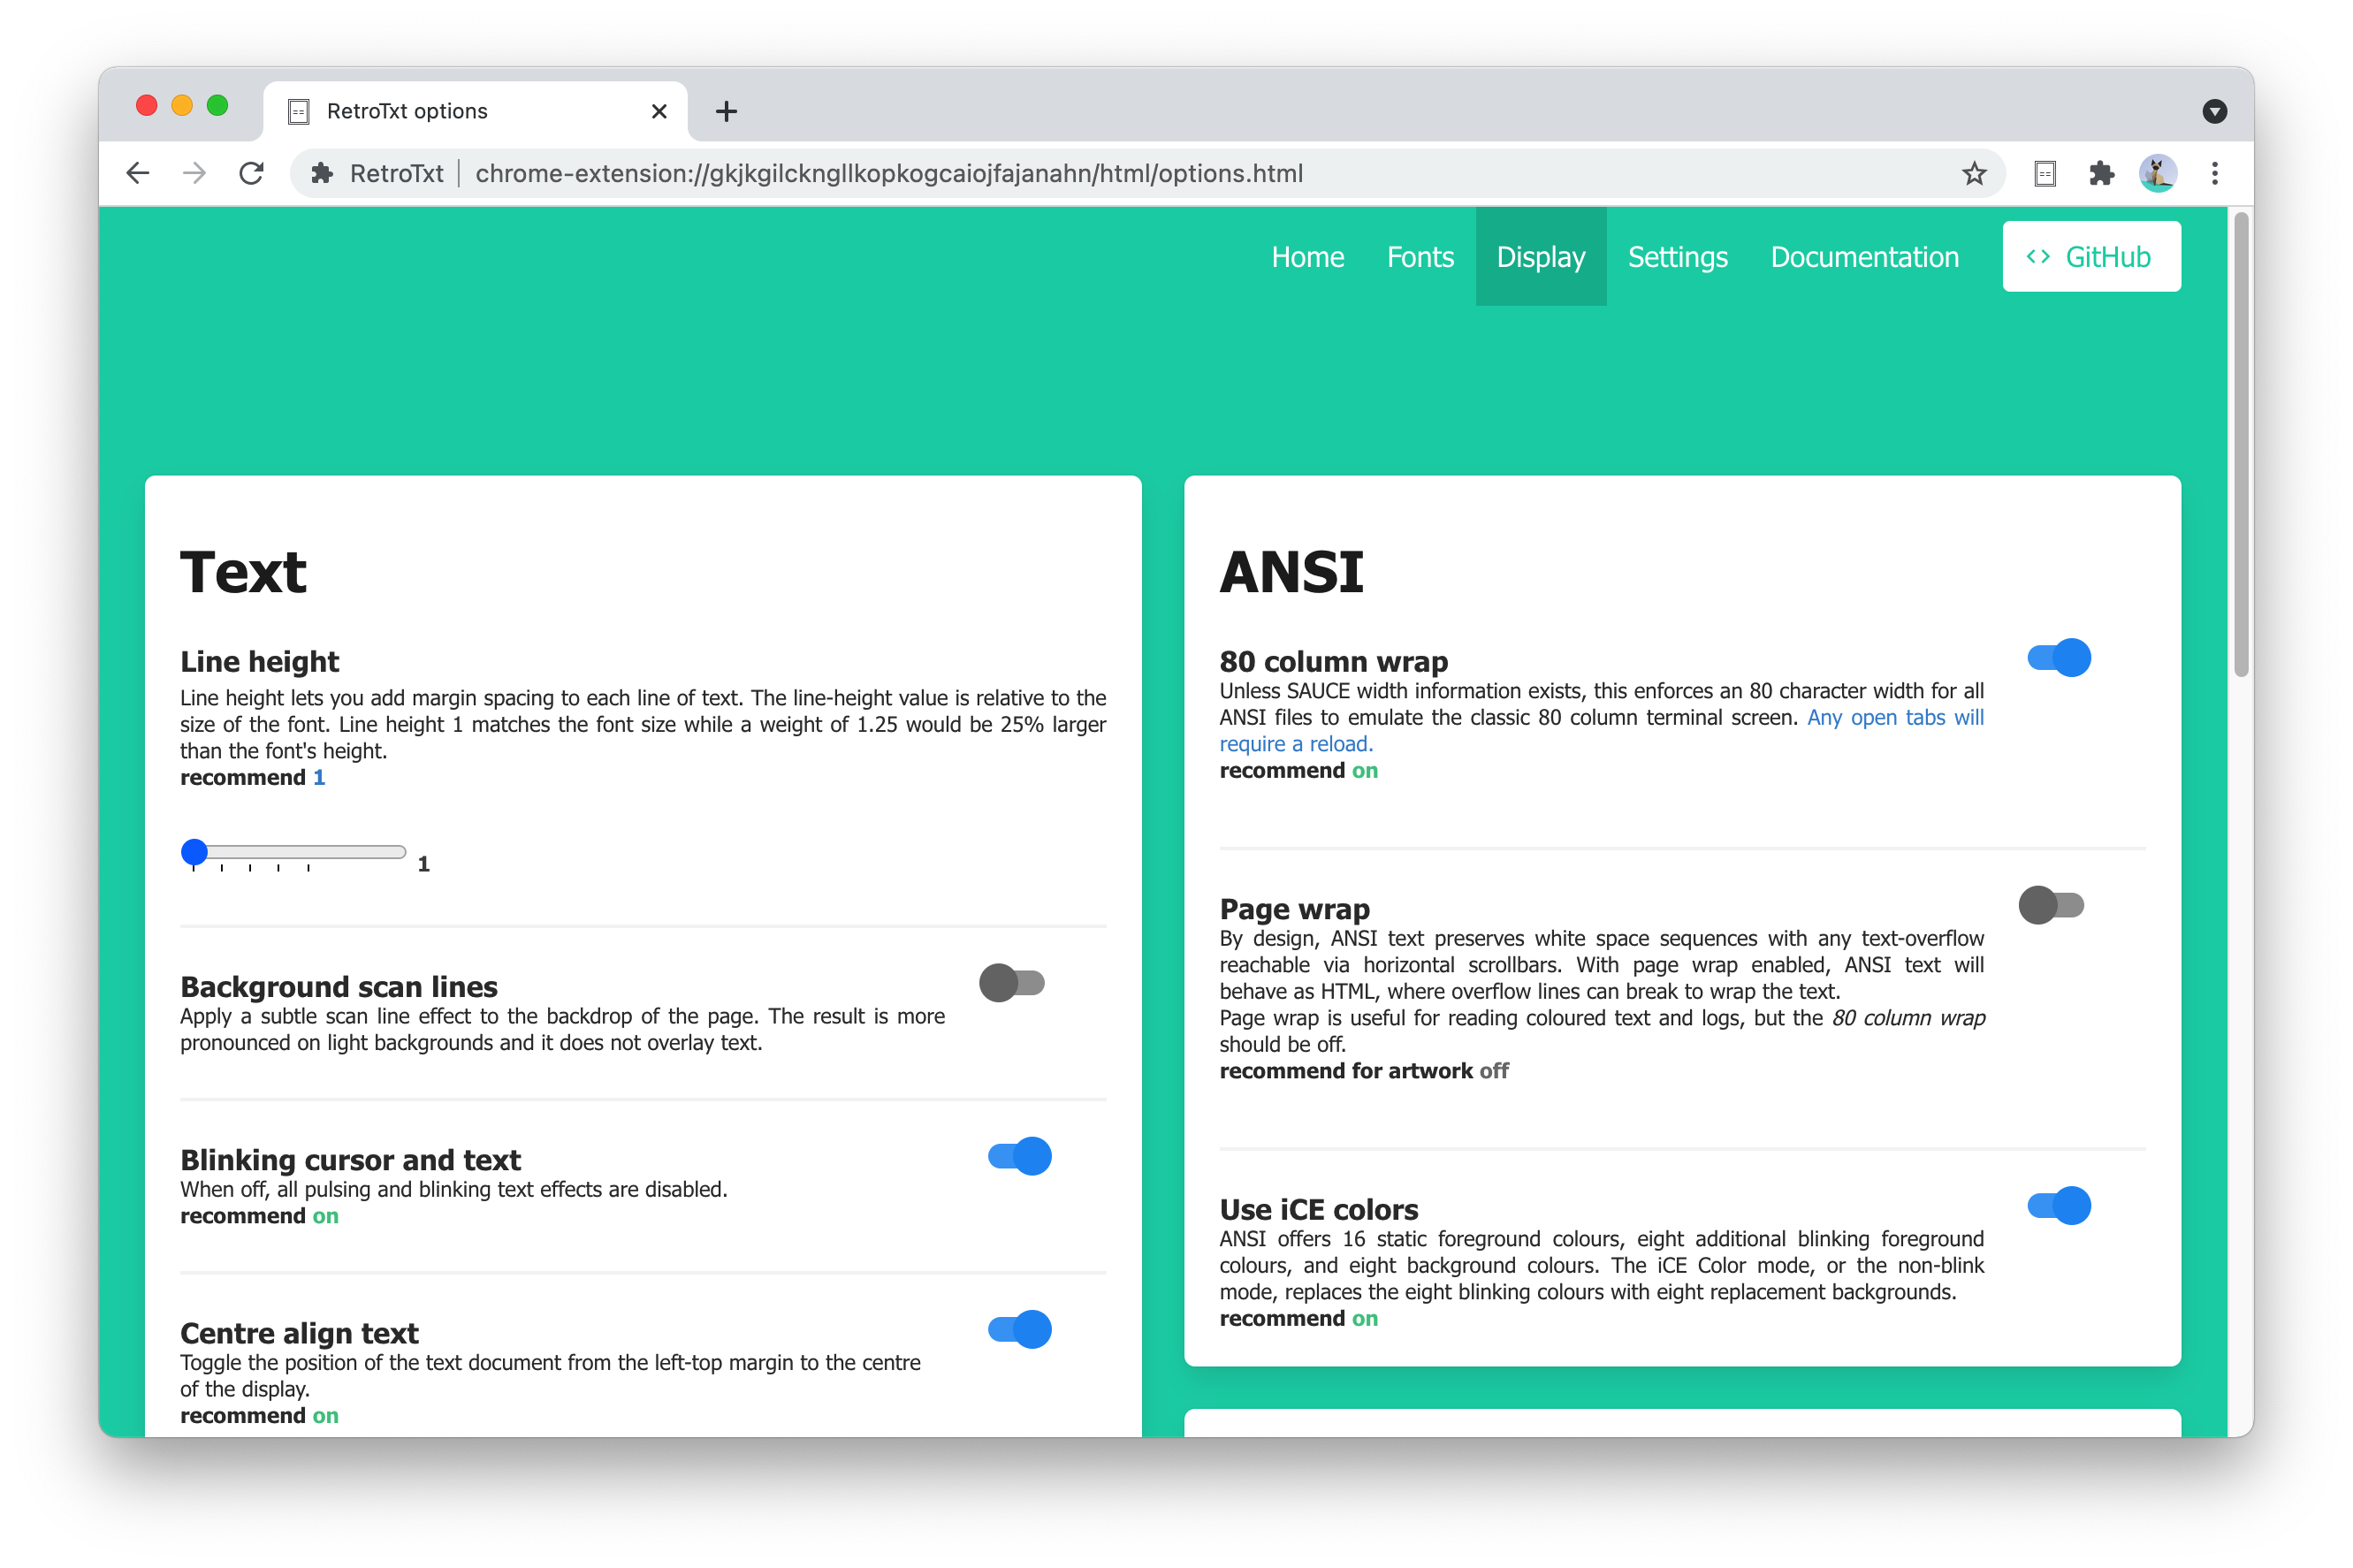 RetroTxt options
RetroTxt
chrome-extension://gkjkgilckngllkopkogcaiojfajanahn/html/options.html
Home
Fonts
Display
Settings
Documentation
<> GitHub
Text
Line height
Line height lets you add margin spacing to each line of text. The line-height value is relative to the
size of the font. Line height 1 matches the font size while a weight of 1.25 would be 25% larger
than the font's height.
recommend 1
1
Background scan lines
Apply a subtle scan line effect to the backdrop of the page. The result is more
pronounced on light backgrounds and it does not overlay text.
Blinking cursor and text
When off, all pulsing and blinking text effects are disabled.
recommend on
Centre align text
Toggle the position of the text document from the left-top margin to the centre
of the display.
recommend on
ANSI
80 column wrap
Unless SAUCE width information exists, this enforces an 80 character width for all
ANSI files to emulate the classic 80 column terminal screen. Any open tabs will
require a reload.
recommend on
Page wrap
By design, ANSI text preserves white space sequences with any text-overflow
reachable via horizontal scrollbars. With page wrap enabled, ANSI text will
behave as HTML, where overflow lines can break to wrap the text.
Page wrap is useful for reading coloured text and logs, but the 80 column wrap
should be off.
recommend for artwork off
Use iCE colors
ANSI offers 16 static foreground colours, eight additional blinking foreground
colours, and eight background colours. The iCE Color mode, or the non-blink
mode, replaces the eight blinking colours with eight replacement backgrounds.
recommend on